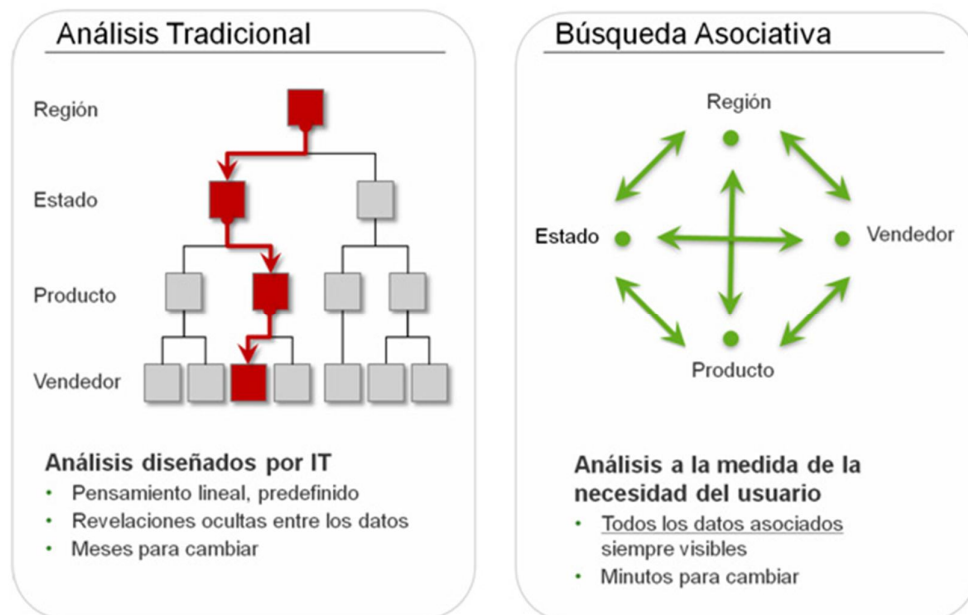 Análisis Tradicional
Región
Estado
Producto
Vendedor
Análisis diseñados por IT
• Pensamiento lineal, predefinido
• Revelaciones ocultas entre los datos
• Meses para cambiar
Búsqueda Asociativa
Región
Estado
Vendedor
Producto
Análisis a la medida de la
necesidad del usuario
• Todos los datos asociados
siempre visibles
• Minutos para cambiar